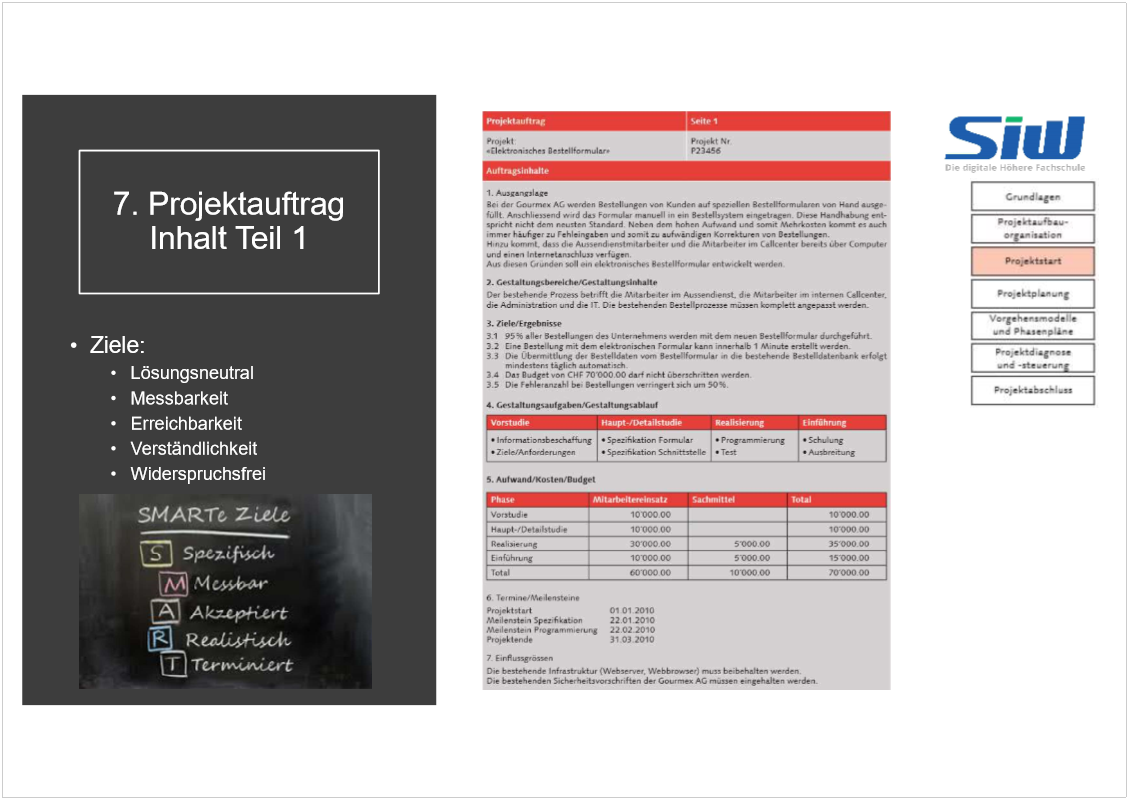 7. Projektauftrag
Inhalt Teil 1
• Ziele:
• Lösungsneutral
• Messbarkeit
• Erreichbarkeit
• Verständlichkeit
• Widerspruchsfrei
SMARTe Ziele
S Spezifisch
M Messbar
A Akzeptiert
R Realistisch
T Terminiert
Projektauftrag Seite 1
Projekt: Projekt Nr.
«Elektronisches Bestellformular» P23456
Auftragsinhalte
1. Ausgangslage
Bei der Gourmex AG werden Bestellungen von Kunden auf speziellen Bestellformularen von Hand ausge-
füllt. Anschliessend wird das Formular manuell in ein Bestellsystem eingetragen. Diese Handhabung ent-
spricht nicht dem neusten Standard. Neben dem hohen Aufwand und somit Mehrkosten kommt es auch
immer häufiger zu Fehleingaben und somit zu aufwändigen Korrekturen von Bestellungen.
Hinzu kommt, dass die Aussendienstmitarbeiter und die Mitarbeiter im Callcenter bereits über Computer
und einen Internetanschluss verfügen.
Aus diesen Gründen soll ein elektronisches Bestellformular entwickelt werden.
2. Gestaltungsbereiche/Gestaltungsinhalte
Der bestehende Prozess betrifft die Mitarbeiter im Aussendienst, die Mitarbeiter im internen Callcenter,
die Administration und die IT. Die bestehenden Bestellprozesse müssen komplett angepasst werden.
3. Ziele/Ergebnisse
3.1 95% aller Bestellungen des Unternehmens werden mit dem neuen Bestellformular durchgeführt.
3.2 Eine Bestellung mit dem elektronischen Formular kann innerhalb 1 Minute erstellt werden.
3.3 Die Übermittlung der Bestelldaten vom Bestellformular in die bestehende Bestelldatenbank erfolgt
mindestens täglich automatisch.
3.4 Das Budget von CHF 70'000.00 darf nicht überschritten werden.
3.5 Die Fehleranzahl bei Bestellungen verringert sich um 50%.
4. Gestaltungsaufgaben/Gestaltungsablauf
Vorstudie Haupt-/Detailstudie Realisierung Einführung
• Informationsbeschaffung • Spezifikation Formular • Programmierung • Schulung
• Ziele/Anforderungen • Spezifikation Schnittstelle • Test • Ausbreitung
5. Aufwand/Kosten/Budget
Phase Mitarbeitereinsatz Sachmittel Total
Vorstudie 10'000.00 10'000.00
Haupt-/Detailstudie 10'000.00 10'000.00
Realisierung 30'000.00 5'000.00 35'000.00
Einführung 10'000.00 5'000.00 15'000.00
Total 60'000.00 10'000.00 70'000.00
6. Termine/Meilensteine
Projektstart 01.01.2010
Meilenstein Spezifikation 22.01.2010
Meilenstein Programmierung 22.02.2010
Projektende 31.03.2010
7. Einflussgrössen
Die bestehende Infrastruktur (Webserver, Webbrowser) muss beibehalten werden.
Die bestehenden Sicherheitsvorschriften der Gourmex AG müssen eingehalten werden.
SIW
Die digitale Höhere Fachschule
Grundlagen
Projektaufbau-
organisation
Projektstart
Projektplanung
Vorgehensmodelle
und Phasenpläne
Projektdiagnose
und -steuerung
Projektabschluss